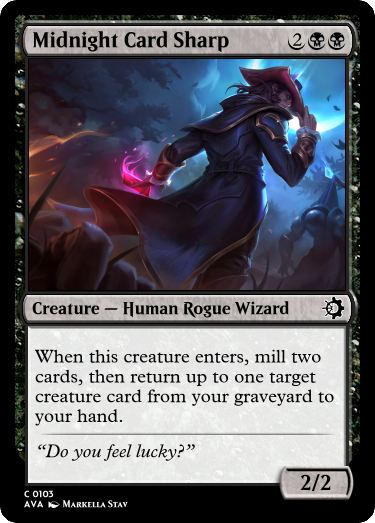 Midnight Card Sharp 2
Creature — Human Rogue Wizard
When this creature enters, mill two
cards, then return up to one target
creature card from your graveyard to
your hand.
“Do you feel lucky?”
2/2
C 0103
AVA Markella Stav